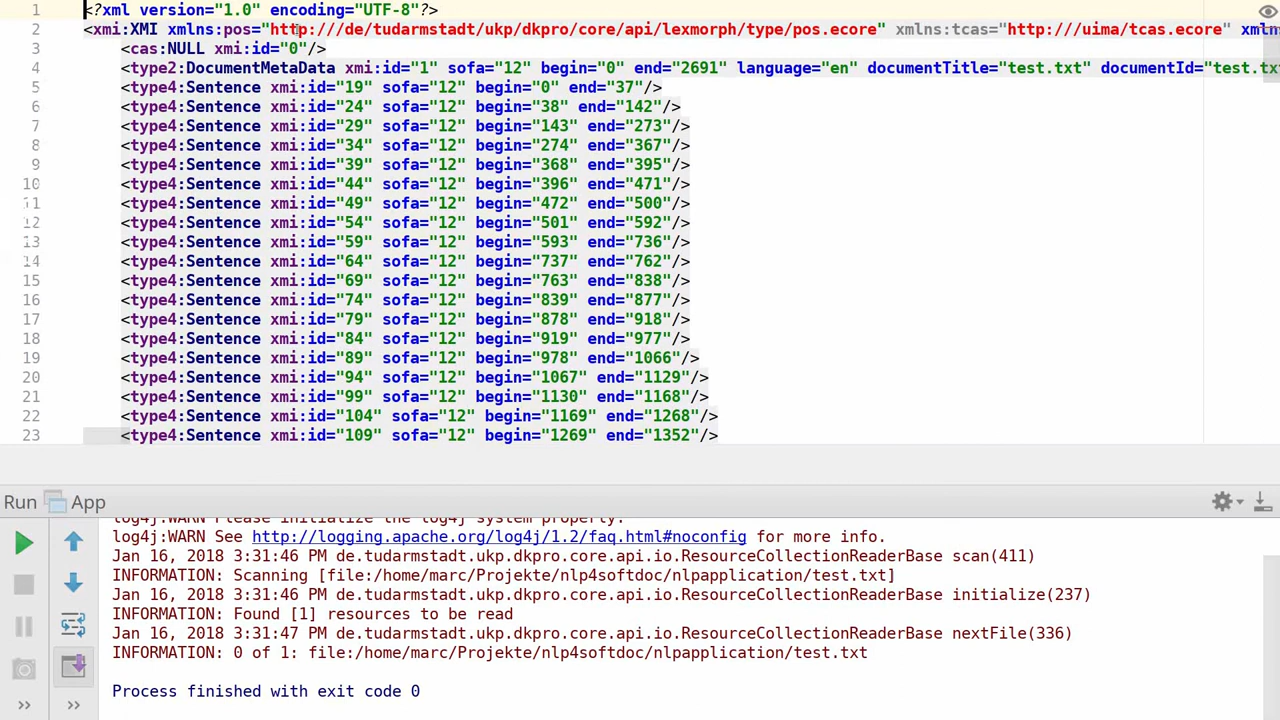 1 <?xml version="1.0" encoding="UTF-8"?>
2 <xmi:XMI xmlns:pos="http:///de/tudarmstadt/ukp/dkpro/core/api/lexmorph/type/pos.ecore" xmlns:tcas="http:///uima/tcas.ecore" xmln
3 <cas:NULL xmi:id="0"/>
4 <type2:DocumentMetaData xmi:id="1" sofa="12" begin="0" end="2691" language="en" documentTitle="test.txt" documentId="test.tx
5 <type4:Sentence xmi:id="19" sofa="12" begin="0" end="37"/>
6 <type4:Sentence xmi:id="24" sofa="12" begin="38" end="142"/>
7 <type4:Sentence xmi:id="29" sofa="12" begin="143" end="273"/>
8 <type4:Sentence xmi:id="34" sofa="12" begin="274" end="367"/>
9 <type4:Sentence xmi:id="39" sofa="12" begin="368" end="395"/>
10 <type4:Sentence xmi:id="44" sofa="12" begin="396" end="471"/>
11 <type4:Sentence xmi:id="49" sofa="12" begin="472" end="500"/>
12 <type4:Sentence xmi:id="54" sofa="12" begin="501" end="592"/>
13 <type4:Sentence xmi:id="59" sofa="12" begin="593" end="736"/>
14 <type4:Sentence xmi:id="64" sofa="12" begin="737" end="762"/>
15 <type4:Sentence xmi:id="69" sofa="12" begin="763" end="838"/>
16 <type4:Sentence xmi:id="74" sofa="12" begin="839" end="877"/>
17 <type4:Sentence xmi:id="79" sofa="12" begin="878" end="918"/>
18 <type4:Sentence xmi:id="84" sofa="12" begin="919" end="977"/>
19 <type4:Sentence xmi:id="89" sofa="12" begin="978" end="1066"/>
20 <type4:Sentence xmi:id="94" sofa="12" begin="1067" end="1129"/>
21 <type4:Sentence xmi:id="99" sofa="12" begin="1130" end="1168"/>
22 <type4:Sentence xmi:id="104" sofa="12" begin="1169" end="1268"/>
23 <type4:Sentence xmi:id="109" sofa="12" begin="1269" end="1352"/>
Run App
log4j:WARN Please initialize the log4j system property.
log4j:WARN See http://logging.apache.org/log4j/1.2/faq.html#noconfig for more info.
Jan 16, 2018 3:31:46 PM de.tudarmstadt.ukp.dkpro.core.api.io.ResourceCollectionReaderBase scan(411)
INFORMATION: Scanning [file:/home/marc/Projekte/nlp4softdoc/nlpapplication/test.txt]
Jan 16, 2018 3:31:46 PM de.tudarmstadt.ukp.dkpro.core.api.io.ResourceCollectionReaderBase initialize(237)
INFORMATION: Found [1] resources to be read
Jan 16, 2018 3:31:47 PM de.tudarmstadt.ukp.dkpro.core.api.io.ResourceCollectionReaderBase nextFile(336)
INFORMATION: 0 of 1: file:/home/marc/Projekte/nlp4softdoc/nlpapplication/test.txt
Process finished with exit code 0